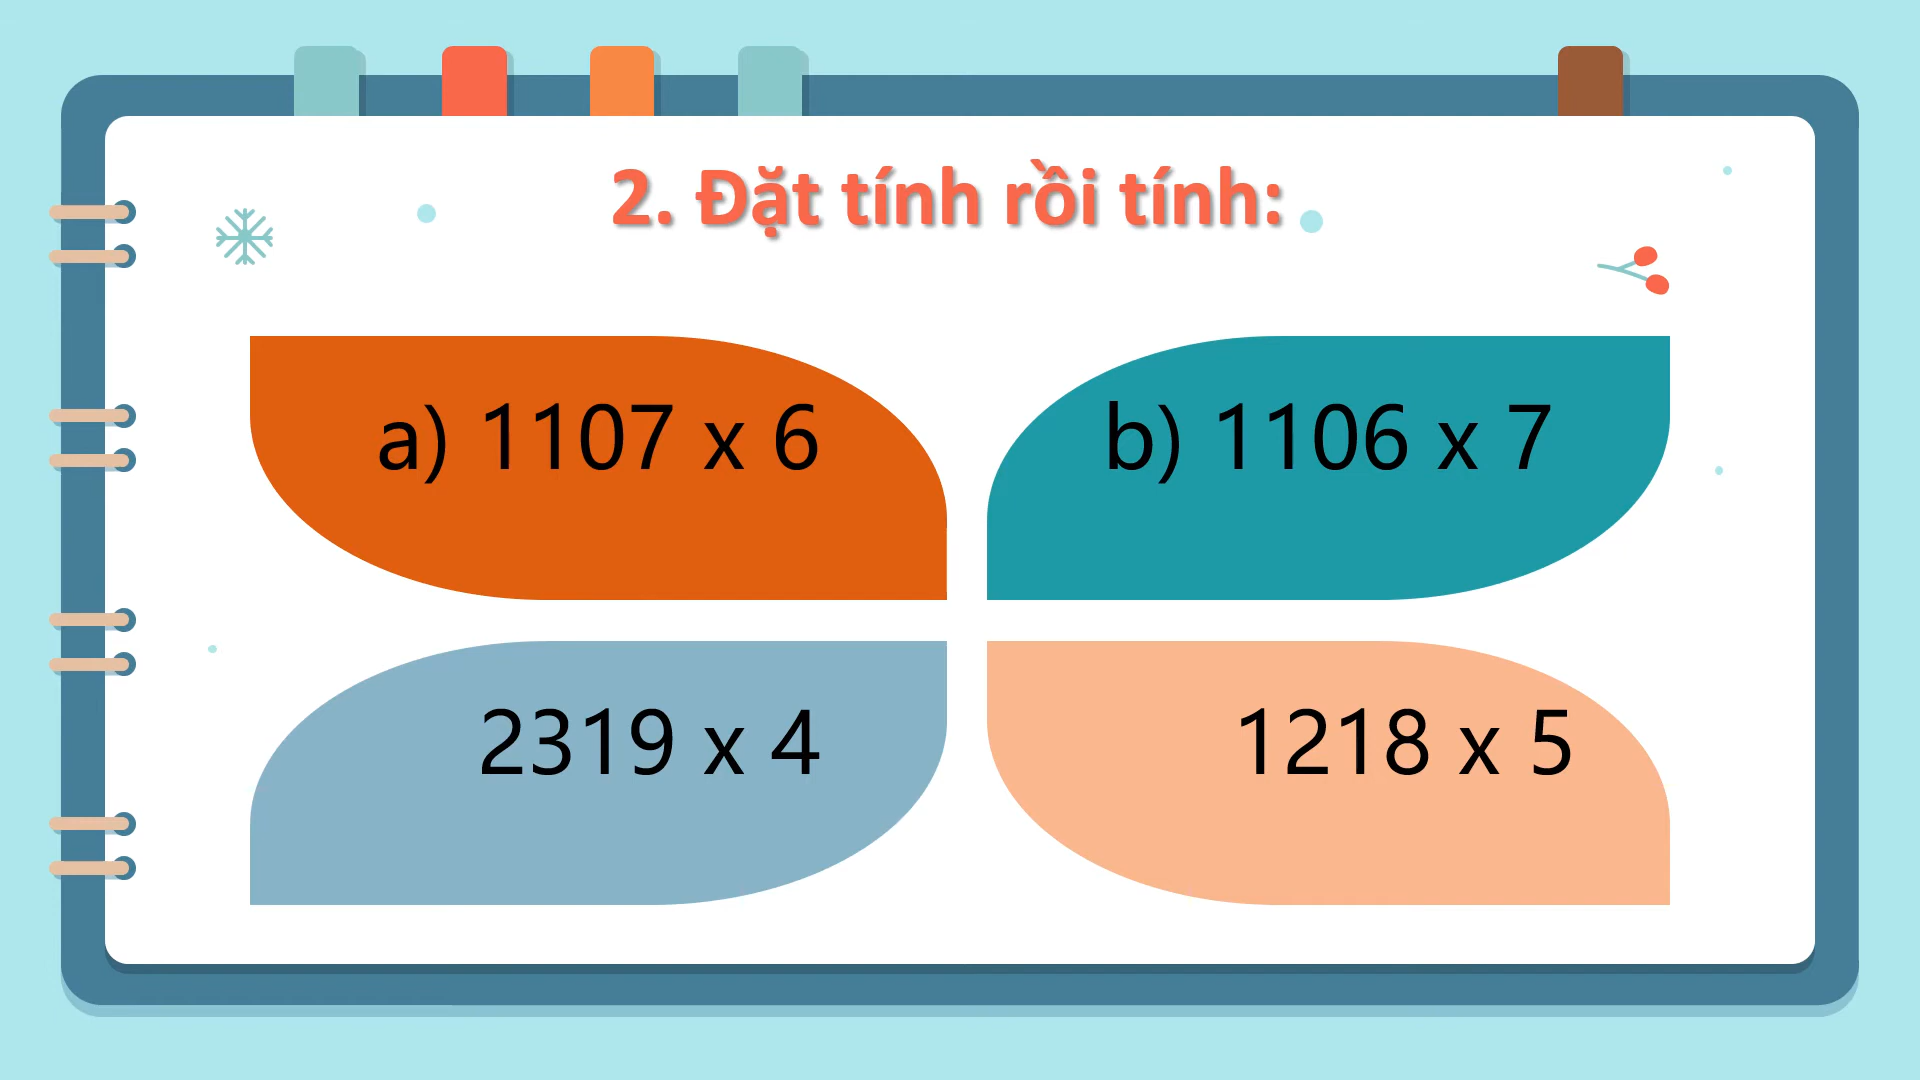 2. Đặt tính rồi tính:
a) 1107 x 6
b) 1106 x 7
2319 x 4
1218 x 5